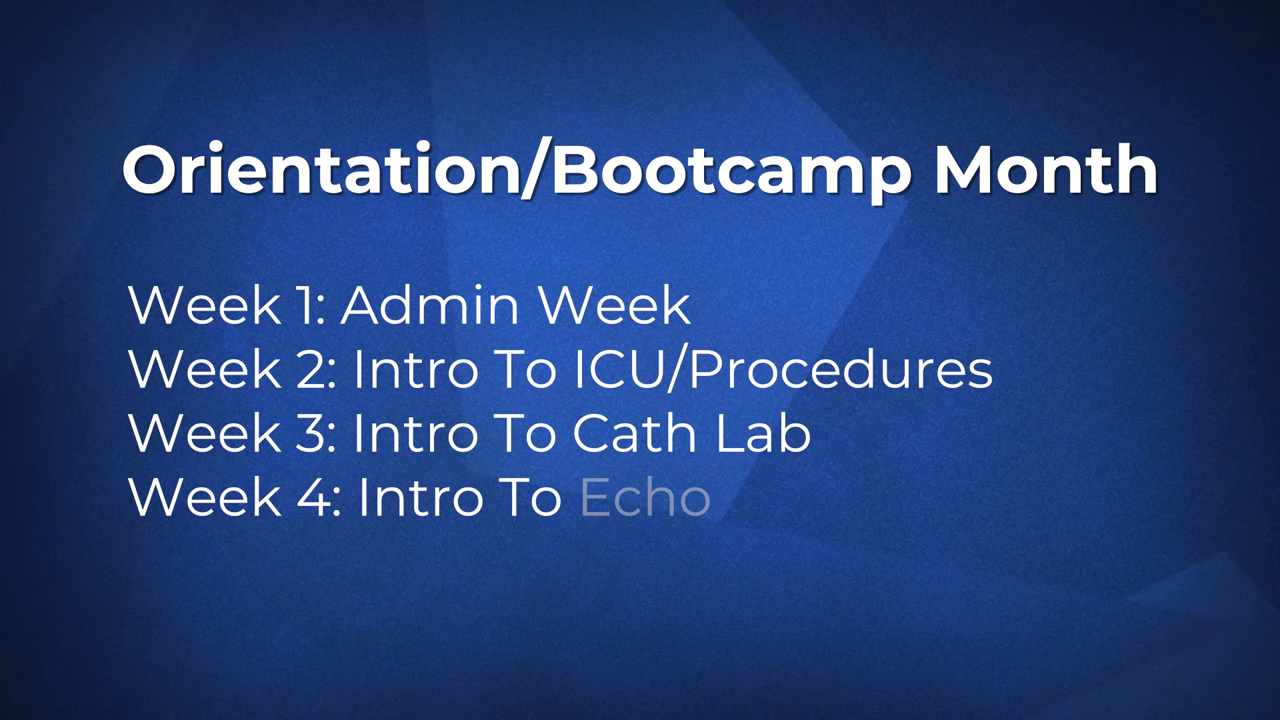 Orientation/Bootcamp Month
Week 1: Admin Week
Week 2: Intro To ICU/Procedures
Week 3: Intro To Cath Lab
Week 4: Intro To Echo